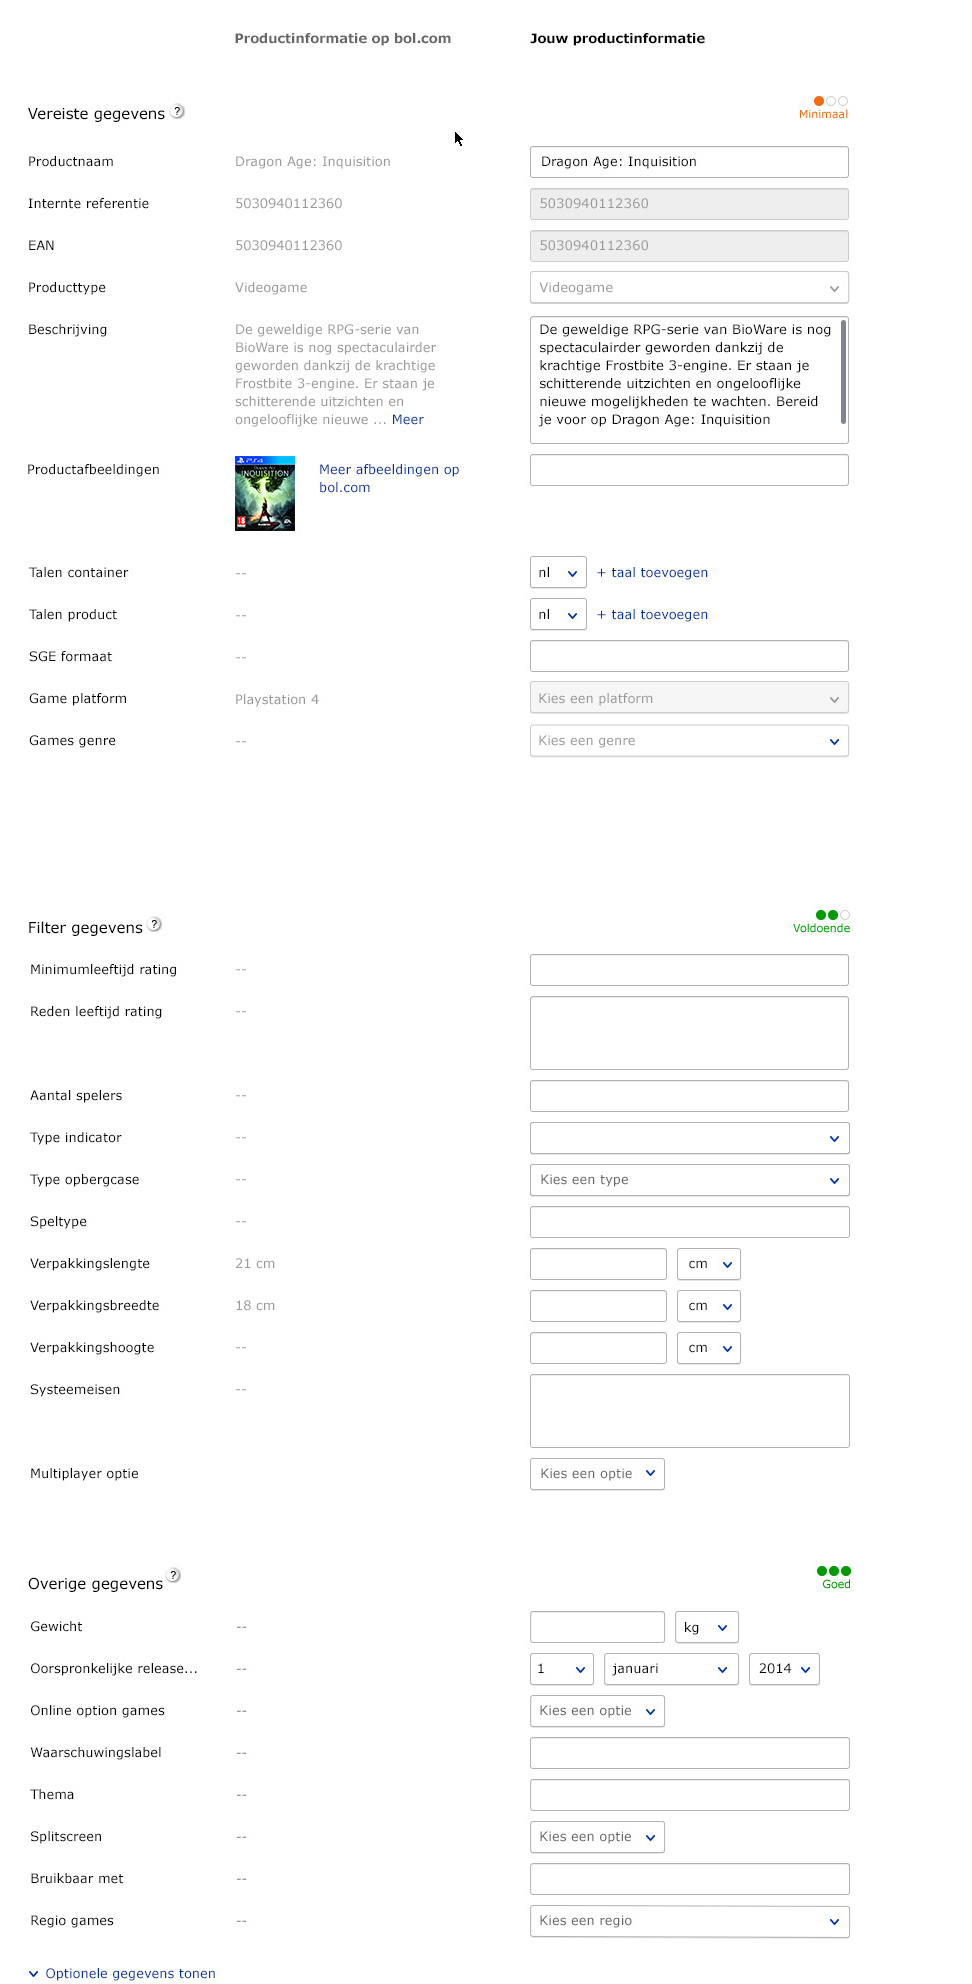 Productinformatie op bol.com Jouw productinformatie
Vereiste gegevens ?
Minimaal
Productnaam Dragon Age: Inquisition Dragon Age: Inquisition
Internte referentie 5030940112360 5030940112360
EAN 5030940112360 5030940112360
Producttype Videogame Videogame
Beschrijving
De geweldige RPG-serie van
BioWare is nog spectaculairder
geworden dankzij de krachtige
Frostbite 3-engine. Er staan je
schitterende uitzichten en
ongelooflijke nieuwe ... Meer
De geweldige RPG-serie van BioWare is nog
spectaculairder geworden dankzij de
krachtige Frostbite 3-engine. Er staan je
schitterende uitzichten en ongelooflijke
nieuwe mogelijkheden te wachten. Bereid
je voor op Dragon Age: Inquisition
Productafbeeldingen
PS4
Dragon Age
INQUISITION
18
EA
Meer afbeeldingen op
bol.com
Talen container -- nl + taal toevoegen
Talen product -- nl + taal toevoegen
SGE formaat --
Game platform Playstation 4 Kies een platform
Games genre -- Kies een genre
Filter gegevens ?
Voldoende
Minimumleeftijd rating --
Reden leeftijd rating --
Aantal spelers --
Type indicator --
Type opbergcase -- Kies een type
Speltype --
Verpakkingslengte 21 cm cm
Verpakkingsbreedte 18 cm cm
Verpakkingshoogte -- cm
Systeemeisen --
Multiplayer optie Kies een optie
Overige gegevens ?
Goed
Gewicht -- kg
Oorspronkelijke release... -- 1 januari 2014
Online option games -- Kies een optie
Waarschuwingslabel --
Thema --
Splitscreen -- Kies een optie
Bruikbaar met --
Regio games -- Kies een regio
Optionele gegevens tonen